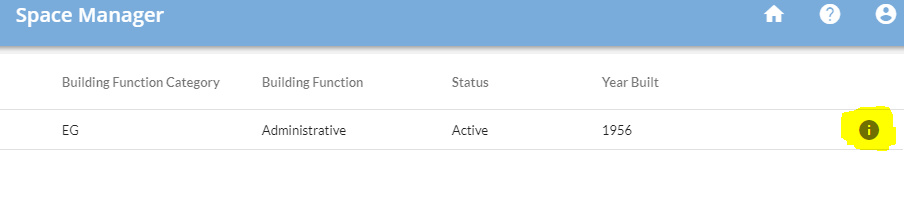 Space Manager
Building Function Category Building Function Status Year Built
EG Administrative Active 1956